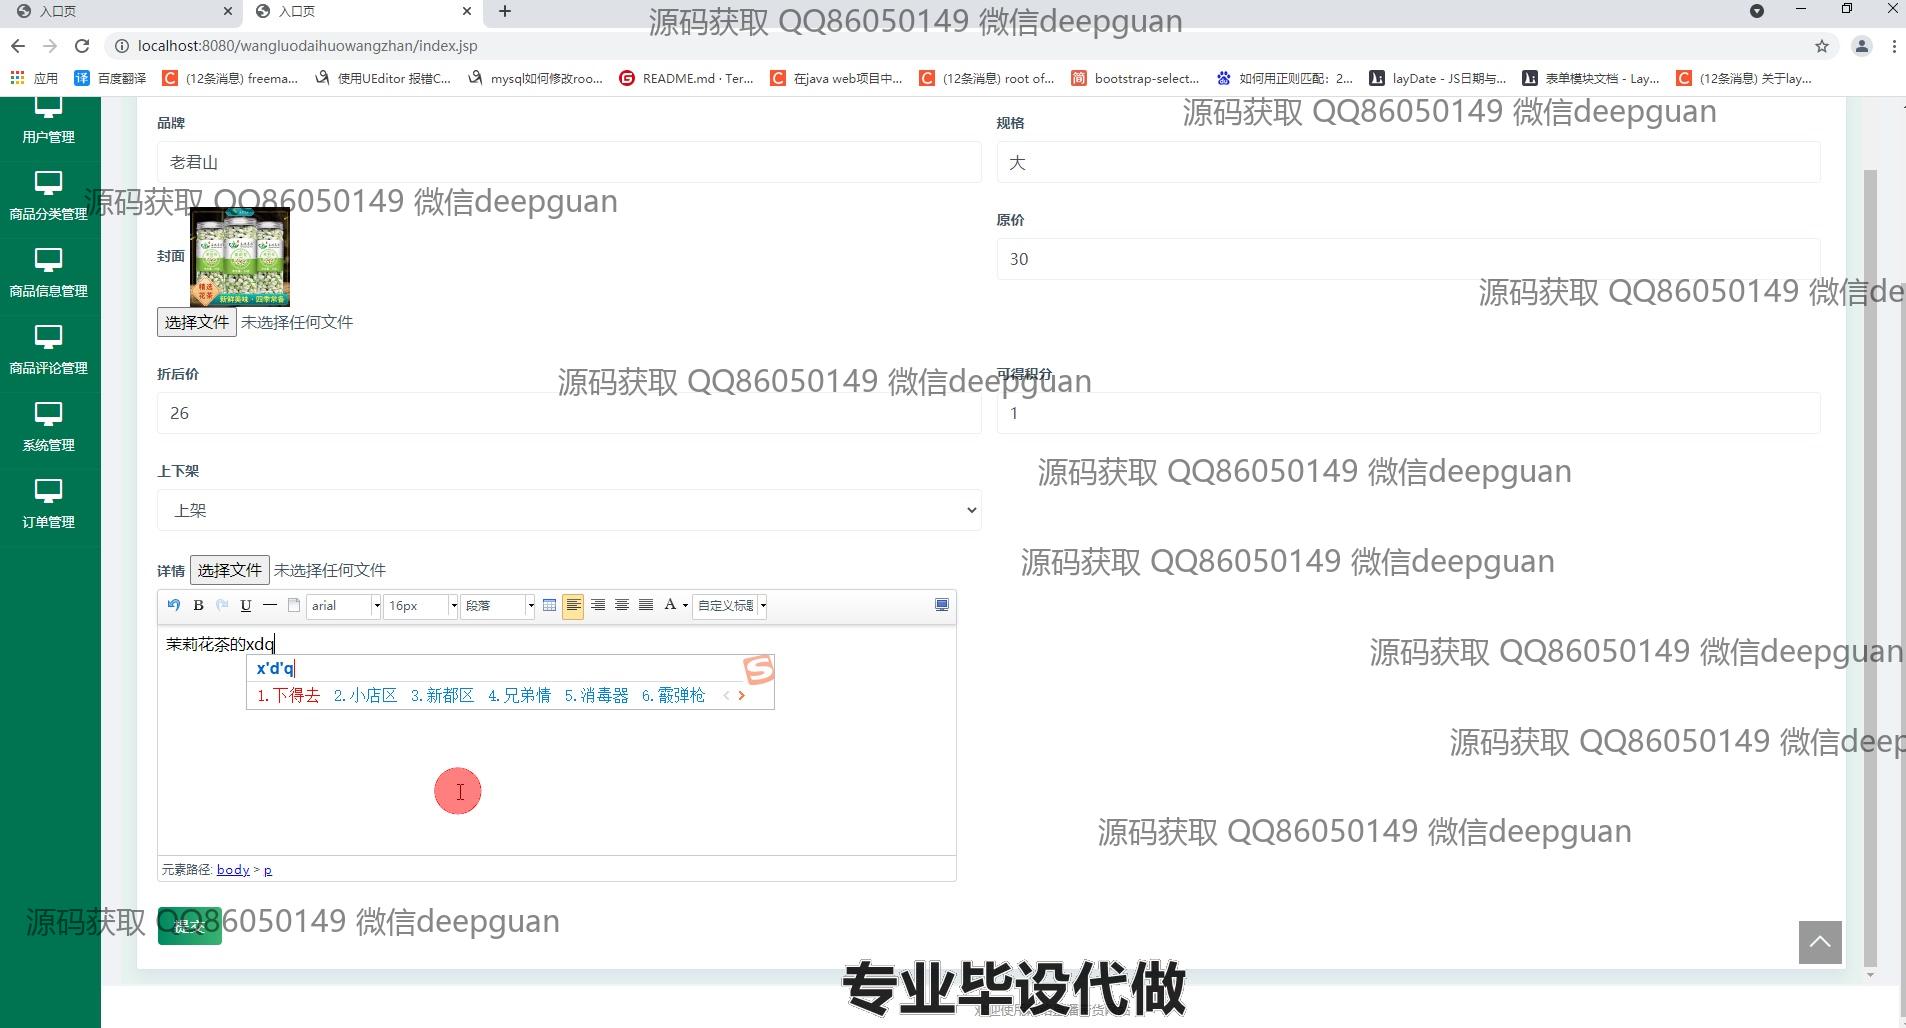 入口页
入口页
源码获取 QQ86050149 微信deepguan
localhost:8080/wangluodaihuowangzhan/index.jsp
应用 百度翻译 (12条消息) freema... 使用UEditor 报错C... mysql如何修改roo... README.md · Ter... 在java web项目中... (12条消息) root of... bootstrap-select... 如何用正则匹配：2... layDate - JS日期与... 表单模块文档 - Lay... (12条消息) 关于lay...
源码获取 QQ86050149 微信deepguan
用户管理
商品分类管理
商品信息管理
商品评论管理
系统管理
订单管理
品牌
规格
老君山
大
源码获取 QQ86050149 微信deepguan
原价
封面
精选花茶
新鲜美味·四季常香
30
源码获取 QQ86050149 微信de
选择文件 未选择任何文件
折后价
源码获取 QQ86050149 微信deepguan
可得积分
26
1
上下架
源码获取 QQ86050149 微信deepguan
上架
源码获取 QQ86050149 微信deepguan
详情 选择文件 未选择任何文件
B U arial 16px 段落 A 自定义标题
茉莉花茶的xdq
源码获取 QQ86050149 微信deepguan
x'd'q
1.下得去 2.小店区 3.新都区 4.兄弟情 5.消毒器 6.霰弹枪
源码获取 QQ86050149 微信deep
源码获取 QQ86050149 微信deepguan
元素路径: body > p
源码获取 QQ86050149 微信deepguan
提交
专业毕设代做